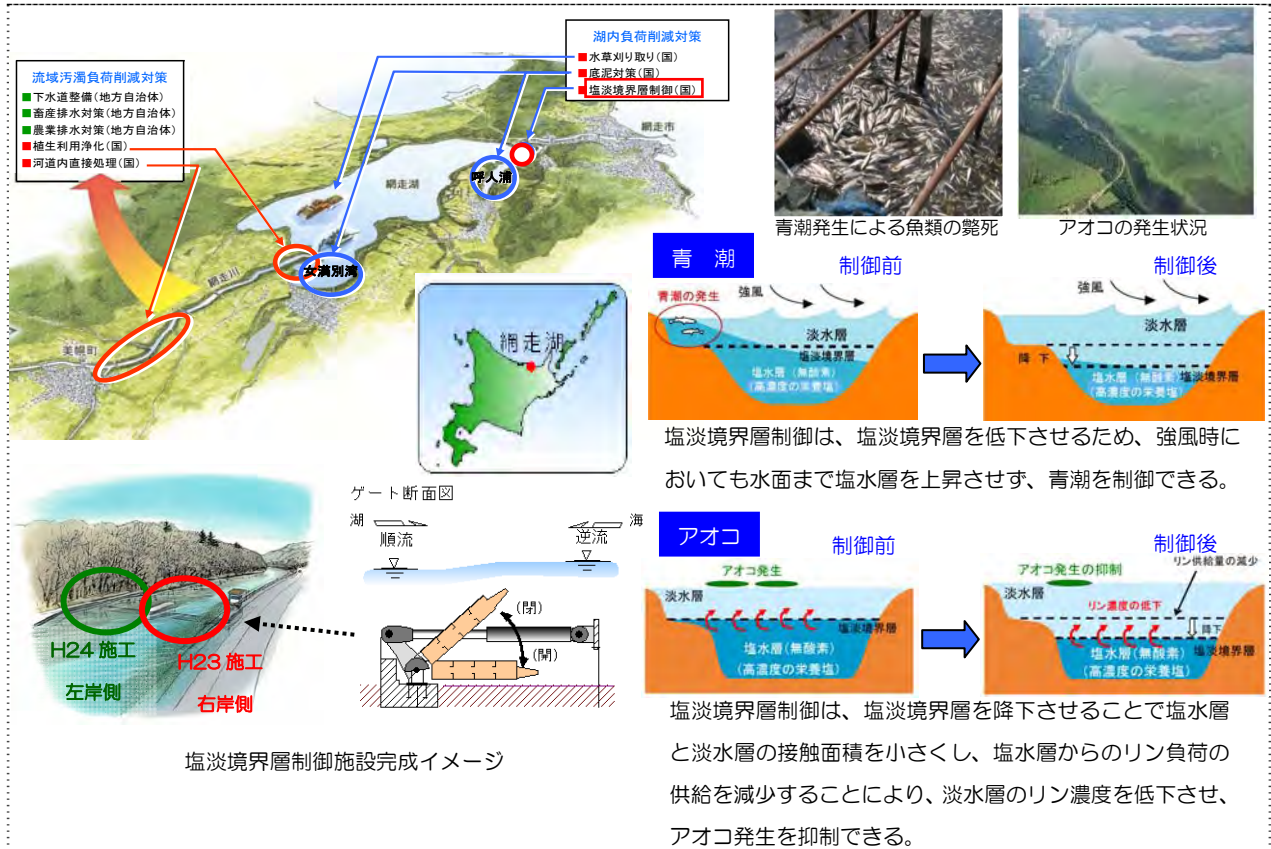 流域汚濁負荷削減対策
■下水道整備(地方自治体)
■畜産排水対策(地方自治体)
■農業排水対策(地方自治体)
■植生利用浄化(国)
■河道内直接処理(国)
湖内負荷削減対策
■水草刈り取り(国)
■底泥対策(国)
■塩淡境界層制御(国)
網走市
呼人浦
網走湖
女満別湾
網走川
美幌町
網走湖
青潮発生による魚類の斃死
アオコの発生状況
青 潮
制御前
制御後
青潮の発生
強風
淡水層
塩淡境界層
塩水層(無酸素)
(高濃度の栄養塩)
強風
淡水層
降下
塩水層(無酸素)
塩淡境界層
(高濃度の栄養塩)
塩淡境界層制御は、塩淡境界層を低下させるため、強風時に
おいても水面まで塩水層を上昇させず、青潮を制御できる。
H24 施工
H23 施工
左岸側
右岸側
塩淡境界層制御施設完成イメージ
ゲート断面図
湖
順流
逆流
海
(閉)
(開)
アオコ
制御前
制御後
アオコ発生
淡水層
塩淡境界層
塩水層(無酸素)
(高濃度の栄養塩)
リン供給量の減少
アオコ発生の抑制
淡水層
リン濃度の低下
降下
塩水層(無酸素)
塩淡境界層
(高濃度の栄養塩)
塩淡境界層制御は、塩淡境界層を降下させることで塩水層
と淡水層の接触面積を小さくし、塩水層からのリン負荷の
供給を減少することにより、淡水層のリン濃度を低下させ、
アオコ発生を抑制できる。